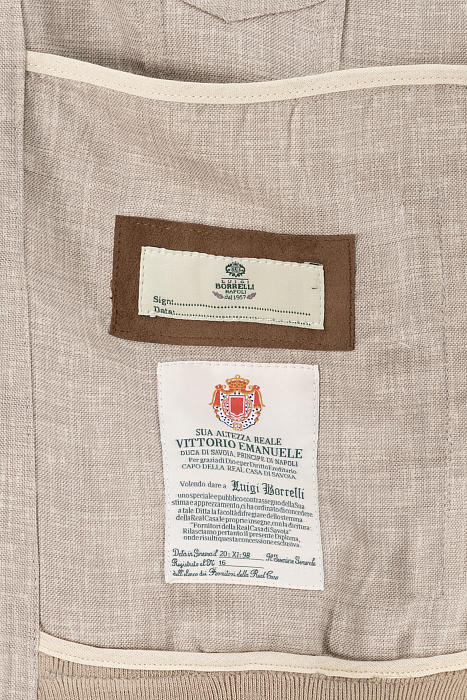 LUIGI
BORRELLI
NAPOLI
dal 1957
Sign:
Data:
SUA ALTEZZA REALE
VITTORIO EMANUELE
DUCA DI SAVOIA, PRINCIPE DI NAPOLI
Per grazia di Dio e per Diritto Ereditario
CAPO DELLA REAL CASA DI SAVOIA
Volendo dare a Luigi Borrelli
uno speciale e pubblico contrassegno della Sua
stima e apprezzamento, ci ha ordinato di concedere
a tale Ditta la facoltà di fregiare dello stemma
della Real Casa le proprie insegne, con la dicitura
"Fornitori della Real Casa di Savoia"
Rilasciamo pertanto il presente Diploma,
onde risulti questa concessione esclusiva.
Data in Ginevra il 20-XI-98
Registrato al N° 16 Il Segretario Generale
sull'elenco dei Fornitori della Real Casa